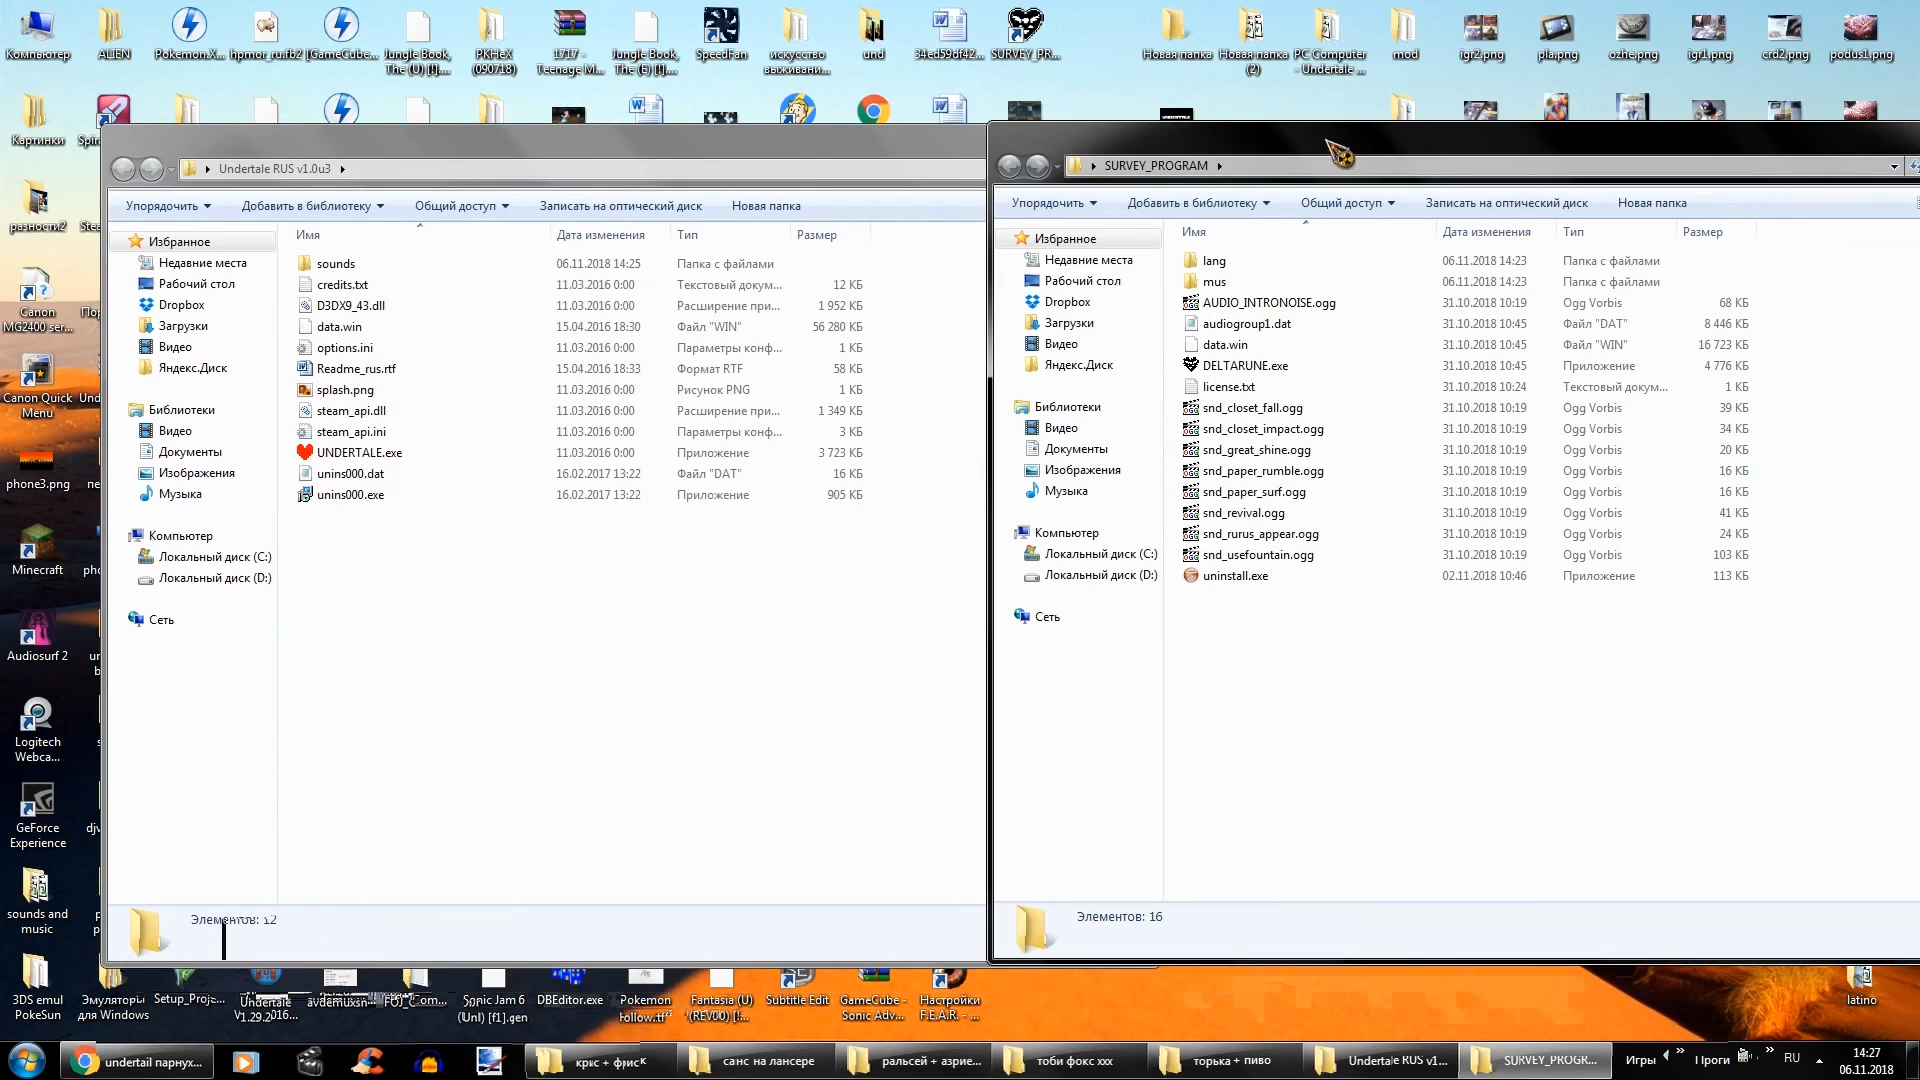 Компьютер
ALIEN
Pokemon.X...
hpmor_ru.fb2
[GameCube...
Jungle Book, The (U) [!]....
PKHeX (090718)
1717 - Teenage M...
Jungle Book, The (E) [!]....
SpeedFan
искусство выживани...
und
34ed59df42...
SURVEY_PR...
Новая папка
Новая папка (2)
PC Computer - Undertale ...
mod
igr2.png
pla.png
ozhe.png
igr1.png
crd2.png
podus1.png
Картинки
разности2
Canon MG2400 ser...
Canon Quick Menu
phone3.png
Minecraft
Audiosurf 2
Logitech Webca...
GeForce Experience
sounds and music
3DS emul PokeSun
Undertale RUS v1.0u3
Упорядочить
Добавить в библиотеку
Общий доступ
Записать на оптический диск
Новая папка
Избранное
Недавние места
Рабочий стол
Dropbox
Загрузки
Видео
Яндекс.Диск
Библиотеки
Видео
Документы
Изображения
Музыка
Компьютер
Локальный диск (C:)
Локальный диск (D:)
Сеть
Имя Дата изменения Тип Размер
sounds 06.11.2018 14:25 Папка с файлами
credits.txt 11.03.2016 0:00 Текстовый докум... 12 КБ
D3DX9_43.dll 11.03.2016 0:00 Расширение при... 1 952 КБ
data.win 15.04.2016 18:30 Файл "WIN" 56 280 КБ
options.ini 11.03.2016 0:00 Параметры конф... 1 КБ
Readme_rus.rtf 15.04.2016 18:33 Формат RTF 58 КБ
splash.png 11.03.2016 0:00 Рисунок PNG 1 КБ
steam_api.dll 11.03.2016 0:00 Расширение при... 1 349 КБ
steam_api.ini 11.03.2016 0:00 Параметры конф... 3 КБ
UNDERTALE.exe 11.03.2016 0:00 Приложение 3 723 КБ
unins000.dat 16.02.2017 13:22 Файл "DAT" 16 КБ
unins000.exe 16.02.2017 13:22 Приложение 905 КБ
Элементов: 12
SURVEY_PROGRAM
Упорядочить
Добавить в библиотеку
Общий доступ
Записать на оптический диск
Новая папка
Избранное
Недавние места
Рабочий стол
Dropbox
Загрузки
Видео
Яндекс.Диск
Библиотеки
Видео
Документы
Изображения
Музыка
Компьютер
Локальный диск (C:)
Локальный диск (D:)
Сеть
Имя Дата изменения Тип Размер
lang 06.11.2018 14:23 Папка с файлами
mus 06.11.2018 14:23 Папка с файлами
AUDIO_INTRONOISE.ogg 31.10.2018 10:19 Ogg Vorbis 68 КБ
audiogroup1.dat 31.10.2018 10:45 Файл "DAT" 8 446 КБ
data.win 31.10.2018 10:45 Файл "WIN" 16 723 КБ
DELTARUNE.exe 31.10.2018 10:45 Приложение 4 776 КБ
license.txt 31.10.2018 10:24 Текстовый докум... 1 КБ
snd_closet_fall.ogg 31.10.2018 10:19 Ogg Vorbis 39 КБ
snd_closet_impact.ogg 31.10.2018 10:19 Ogg Vorbis 34 КБ
snd_great_shine.ogg 31.10.2018 10:19 Ogg Vorbis 20 КБ
snd_paper_rumble.ogg 31.10.2018 10:19 Ogg Vorbis 16 КБ
snd_paper_surf.ogg 31.10.2018 10:19 Ogg Vorbis 16 КБ
snd_revival.ogg 31.10.2018 10:19 Ogg Vorbis 41 КБ
snd_rurus_appear.ogg 31.10.2018 10:19 Ogg Vorbis 24 КБ
snd_usefountain.ogg 31.10.2018 10:19 Ogg Vorbis 103 КБ
uninstall.exe 02.11.2018 10:46 Приложение 113 КБ
Элементов: 16
Эмуляторы для Windows
Setup_Proje...
Undertale
Sonic Jam 6 (Unl) [f1].gen
DBEditor.exe
Pokemon
Fantasia (U) (REV00) [!]...
Subtitle Edit
GameCube - Sonic Adv...
Настройки F.E.A.R. - ...
latino
undertail парнух...
крис + фриск
санс на лансере
ральсей + азрие...
тоби фокс xxx
торька + пиво
Undertale RUS v1...
SURVEY_PROGR...
Игры
Проги
RU
14:27
06.11.2018